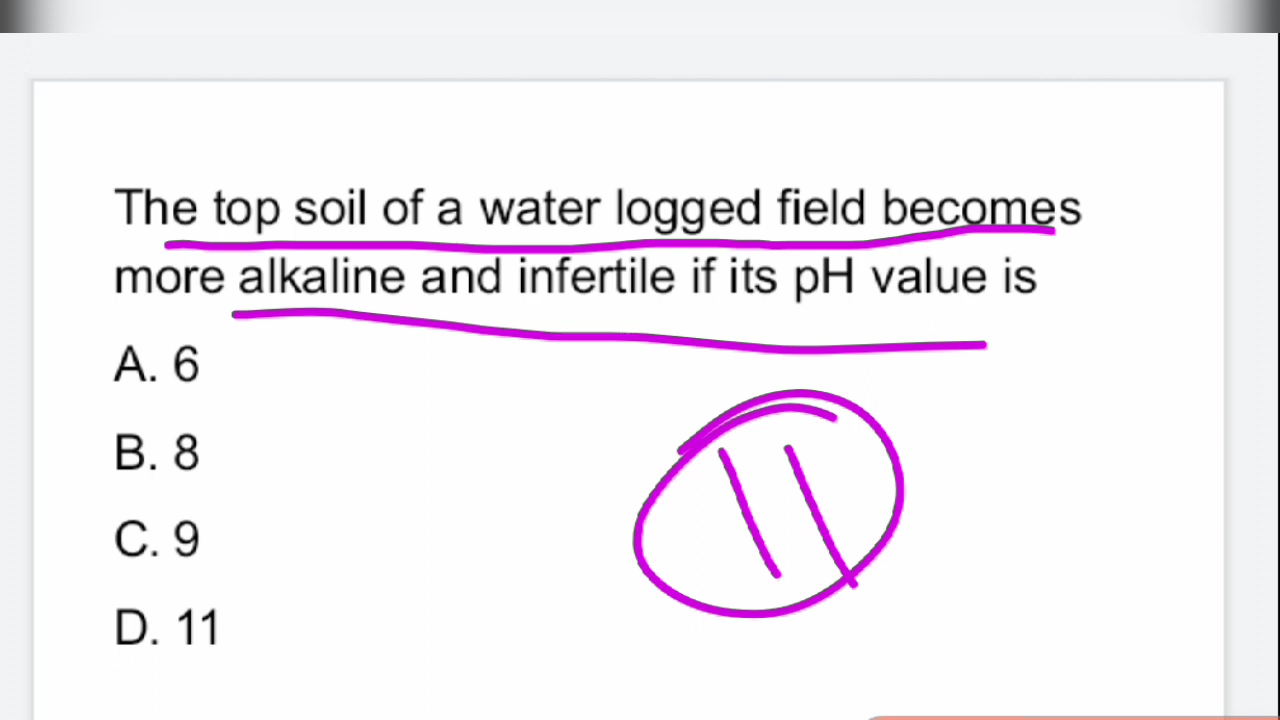 The top soil of a water logged field becomes
more alkaline and infertile if its pH value is
A. 6
B. 8
C. 9
D. 11
11